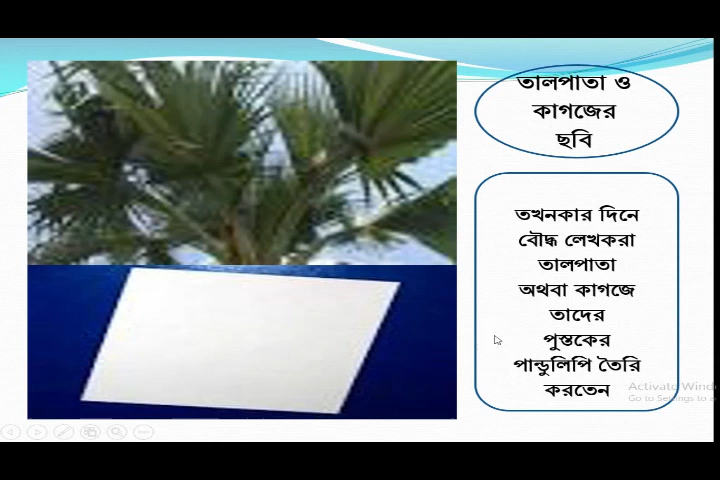 তালপাতা ও
কাগজের
ছবি
তখনকার দিনে
বৌদ্ধ লেখকরা
তালপাতা
অথবা কাগজে
তাদের
পুস্তকের
পান্ডুলিপি তৈরি
করতেন
Activate Wind
Go to Settings to a